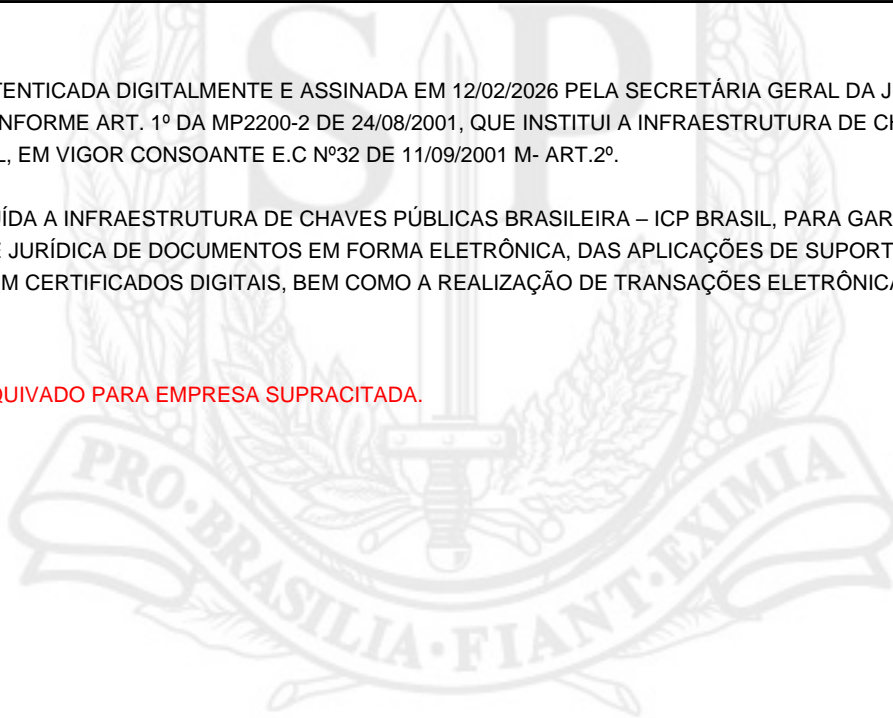 SP
TENTICADA DIGITALMENTE E ASSINADA EM 12/02/2026 PELA SECRETÁRIA GERAL DA J
NFORME ART. 1º DA MP2200-2 DE 24/08/2001, QUE INSTITUI A INFRAESTRUTURA DE CH
L, EM VIGOR CONSOANTE E.C Nº32 DE 11/09/2001 M- ART.2º.
UÍDA A INFRAESTRUTURA DE CHAVES PÚBLICAS BRASILEIRA – ICP BRASIL, PARA GAR
E JURÍDICA DE DOCUMENTOS EM FORMA ELETRÔNICA, DAS APLICAÇÕES DE SUPORT
M CERTIFICADOS DIGITAIS, BEM COMO A REALIZAÇÃO DE TRANSAÇÕES ELETRÔNICA
QUIVADO PARA EMPRESA SUPRACITADA.
PRO·BRASILIA·FIANT·EXIMIA